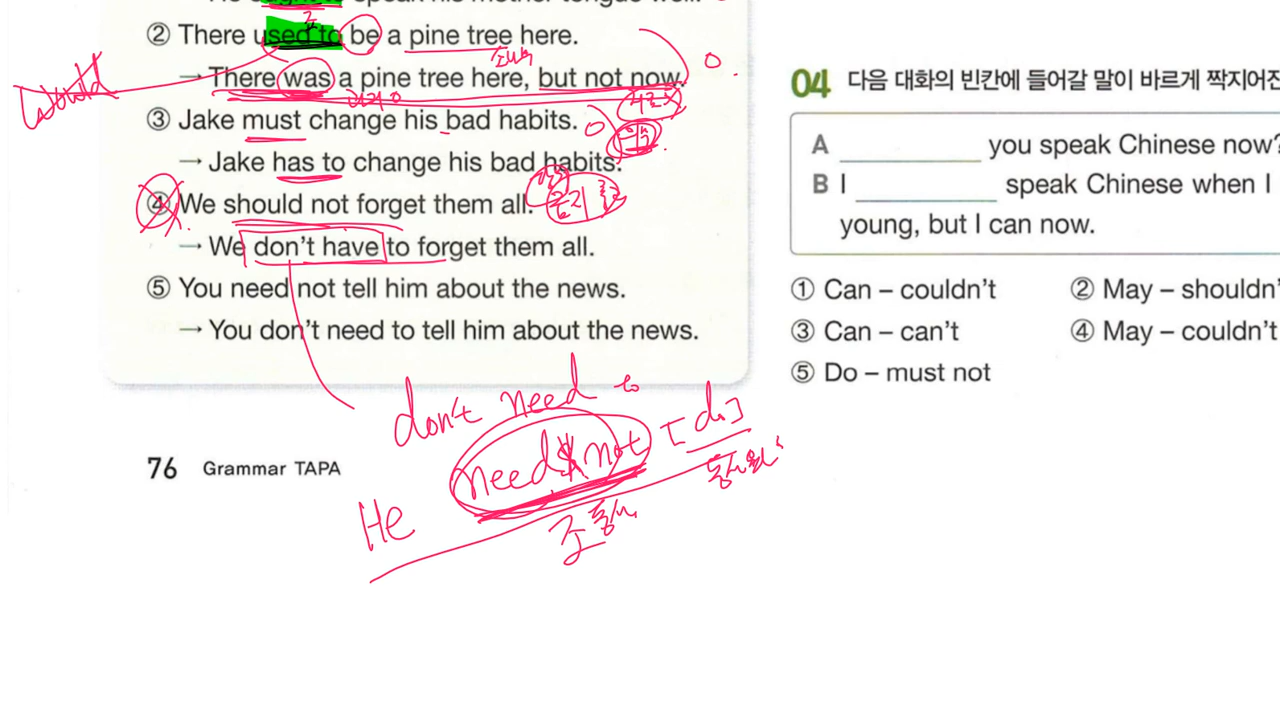 ② There used to be a pine tree here.
→ There was a pine tree here, but not now.
Would
③ Jake must change his bad habits.
→ Jake has to change his bad habits.
④ We should not forget them all.
→ We don't have to forget them all.
⑤ You need not tell him about the news.
→ You don't need to tell him about the news.
don't need to
He need not [do]
조동사
76 Grammar TAPA
04 다음 대화의 빈칸에 들어갈 말이 바르게 짝지어진
A ________ you speak Chinese now?
B I ________ speak Chinese when I
young, but I can now.
① Can – couldn't ② May – shouldn'
③ Can – can't ④ May – couldn't
⑤ Do – must not